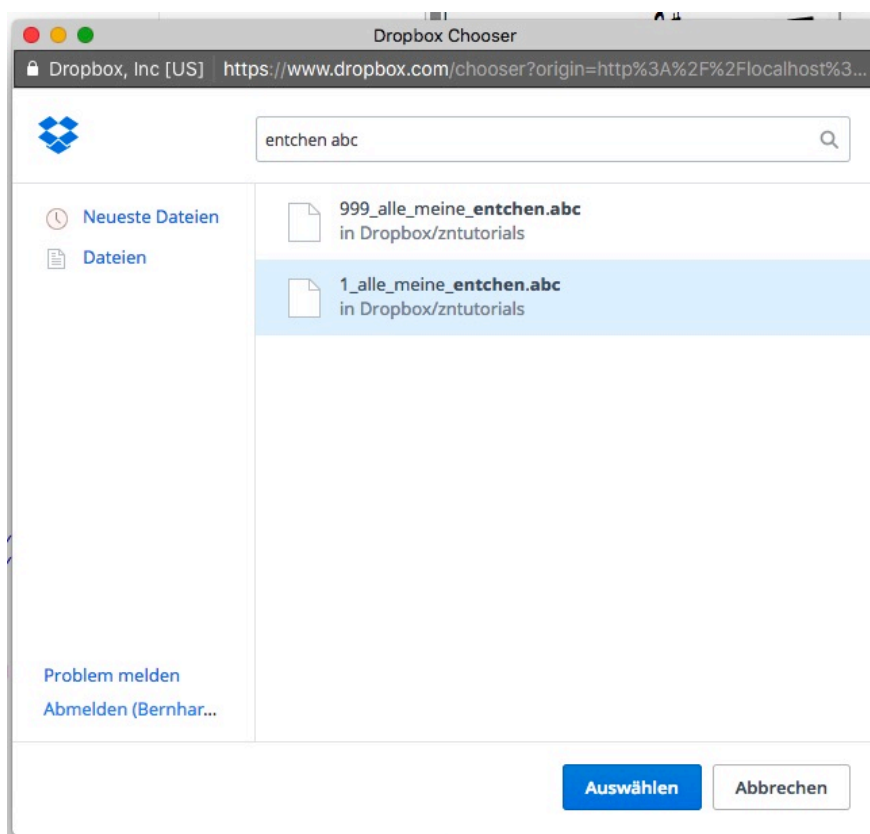 Dropbox Chooser
Dropbox, Inc [US] https://www.dropbox.com/chooser?origin=http%3A%2F%2Flocalhost%3...
entchen abc
Neueste Dateien
Dateien
999_alle_meine_entchen.abc
in Dropbox/zntutorials
1_alle_meine_entchen.abc
in Dropbox/zntutorials
Problem melden
Abmelden (Bernhar...
Auswählen
Abbrechen